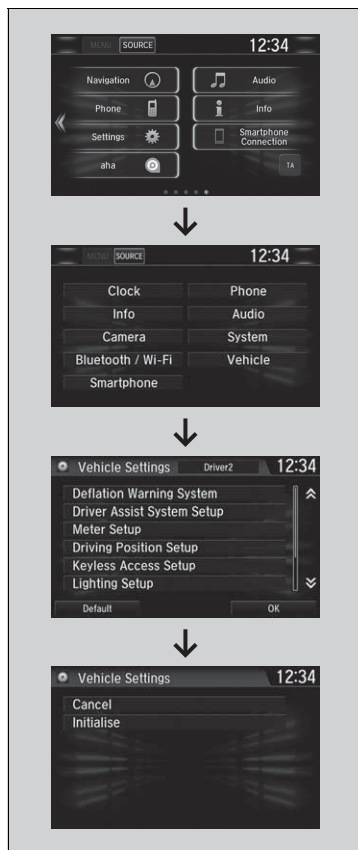 MENU SOURCE 12:34
Navigation Audio
Phone Info
Settings Smartphone Connection
aha TA
MENU SOURCE 12:34
Clock Phone
Info Audio
Camera System
Bluetooth / Wi-Fi Vehicle
Smartphone
Vehicle Settings Driver2 12:34
Deflation Warning System
Driver Assist System Setup
Meter Setup
Driving Position Setup
Keyless Access Setup
Lighting Setup
Default OK
Vehicle Settings 12:34
Cancel
Initialise